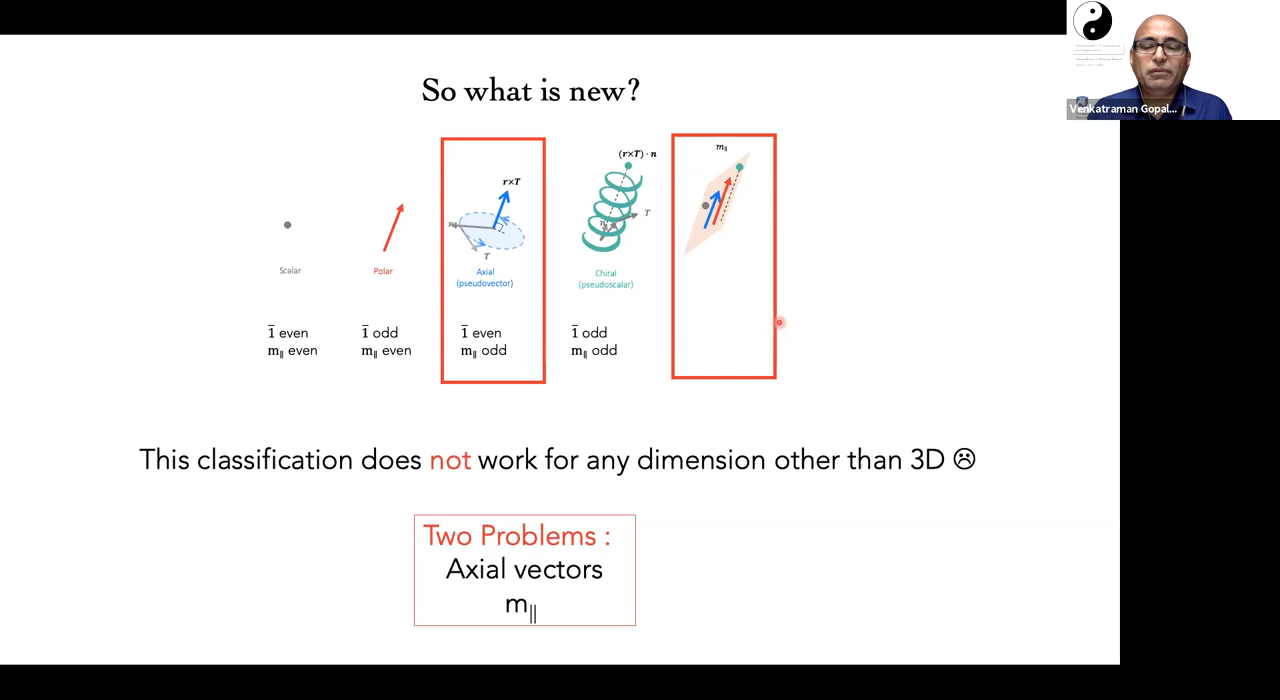 So what is new?
r×T
T
Axial
(pseudovector)
(r×T) · n
T
Chiral
(pseudoscalar)
m||
Scalar
Polar
1̅ even
m|| even
1̅ odd
m|| even
1̅ even
m|| odd
1̅ odd
m|| odd
This classification does not work for any dimension other than 3D ☹
Two Problems :
Axial vectors
m||
Venkatraman Gopal...